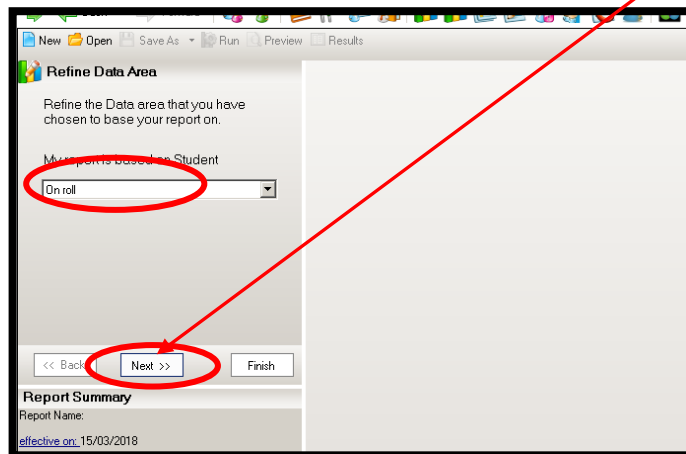 New Open Save As Run Preview Results
Refine Data Area
Refine the Data area that you have
chosen to base your report on.
My report is based on Student
On roll
<< Back Next >> Finish
Report Summary
Report Name:
effective on: 15/03/2018